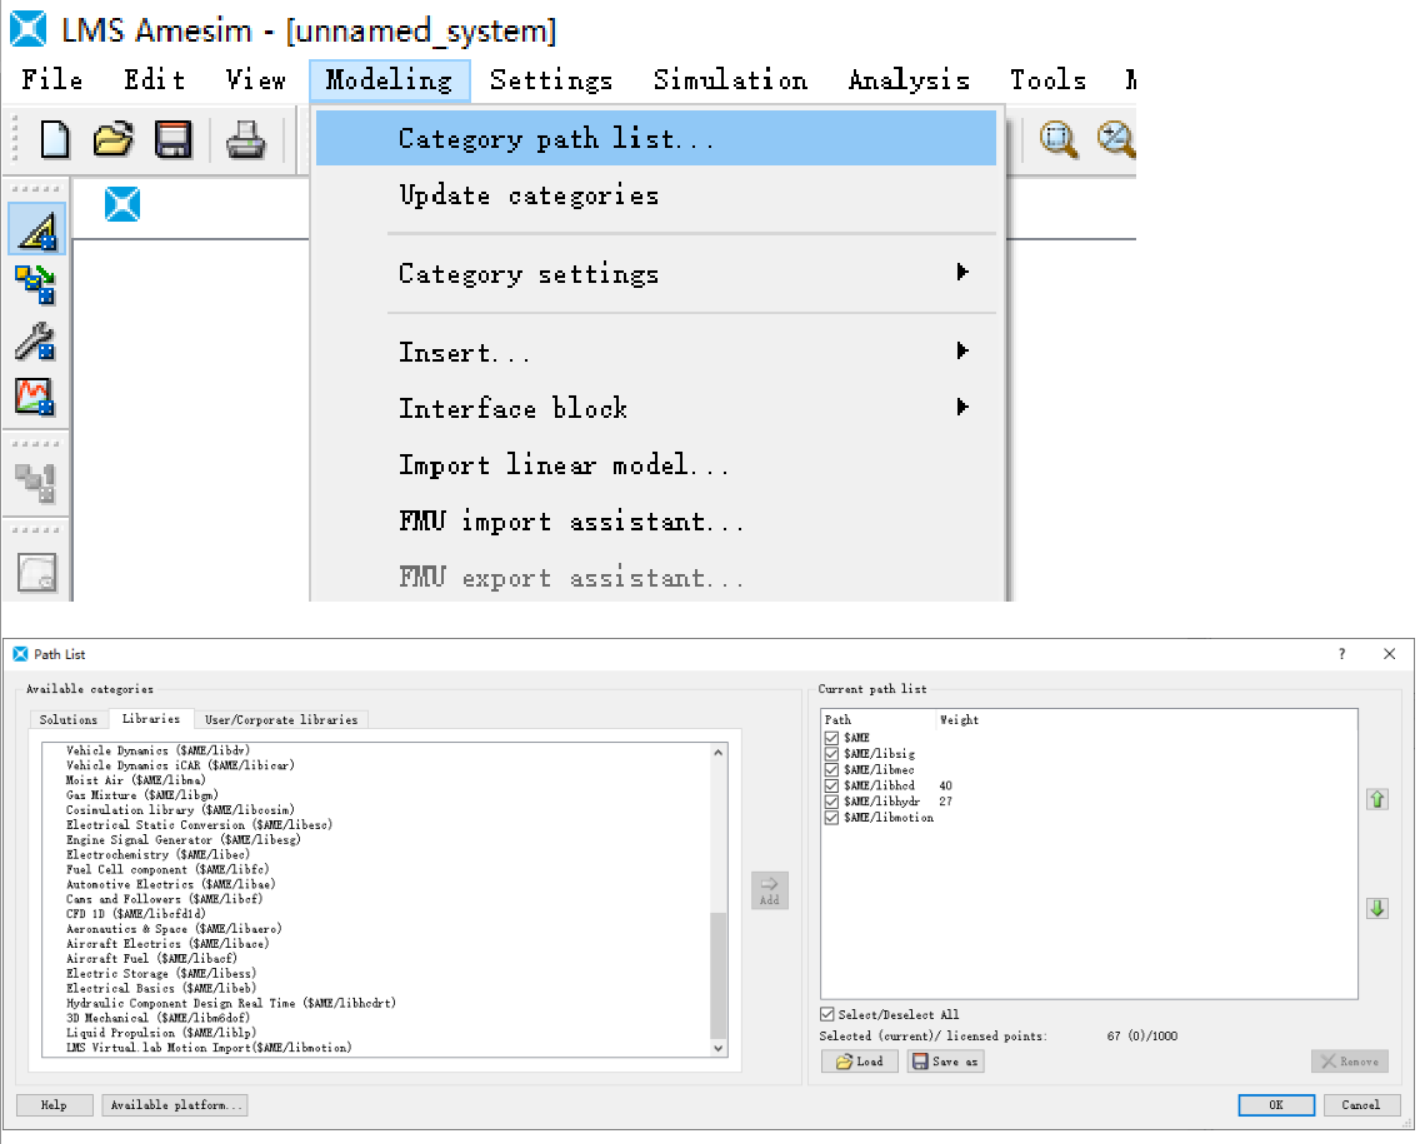 LMS Amesim - [unnamed_system]
File Edit View Modeling Settings Simulation Analysis Tools
Category path list...
Update categories
Category settings
Insert...
Interface block
Import linear model...
FMU import assistant...
FMU export assistant...
Path List ?
Available categories
Solutions Libraries User/Corporate libraries
Vehicle Dynamics ($AME/libdv)
Vehicle Dynamics iCAR ($AME/libicar)
Moist Air ($AME/libma)
Gas Mixture ($AME/libgm)
Cosimulation library ($AME/libcosim)
Electrical Static Conversion ($AME/libesc)
Engine Signal Generator ($AME/libesg)
Electrochemistry ($AME/libec)
Fuel Cell component ($AME/libfc)
Automotive Electrics ($AME/libae)
Cams and Followers ($AME/libcf)
CFD 1D ($AME/libcfd1d)
Aeronautics & Space ($AME/libaero)
Aircraft Electrics ($AME/libace)
Aircraft Fuel ($AME/libacf)
Electric Storage ($AME/libess)
Electrical Basics ($AME/libeb)
Hydraulic Component Design Real Time ($AME/libhcdrt)
3D Mechanical ($AME/libm6dof)
Liquid Propulsion ($AME/liblp)
LMS Virtual.lab Motion Import($AME/libmotion)
Add
Current path list
Path Weight
$AME
$AME/libsig
$AME/libmec
$AME/libhcd 40
$AME/libhydr 27
$AME/libmotion
Select/Deselect All
Selected (current)/ licensed points: 67 (0)/1000
Load Save as Remove
Help Available platform... OK Cancel